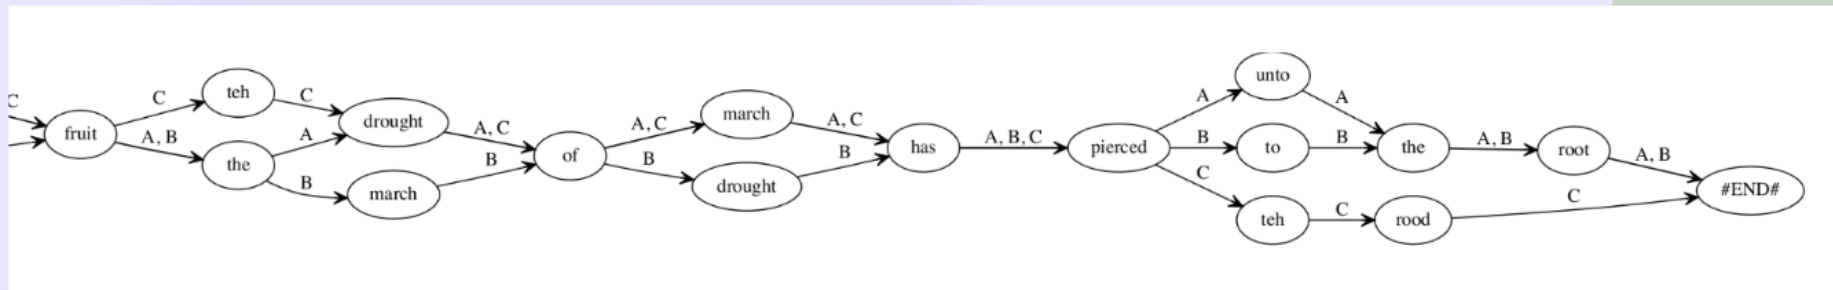 C
fruit
C
A, B
teh
the
C
A
B
drought
march
A, C
B
of
A, C
B
march
drought
A, C
B
has
A, B, C
pierced
A
B
C
unto
to
teh
A
B
C
the
rood
A, B
root
A, B
C
#END#